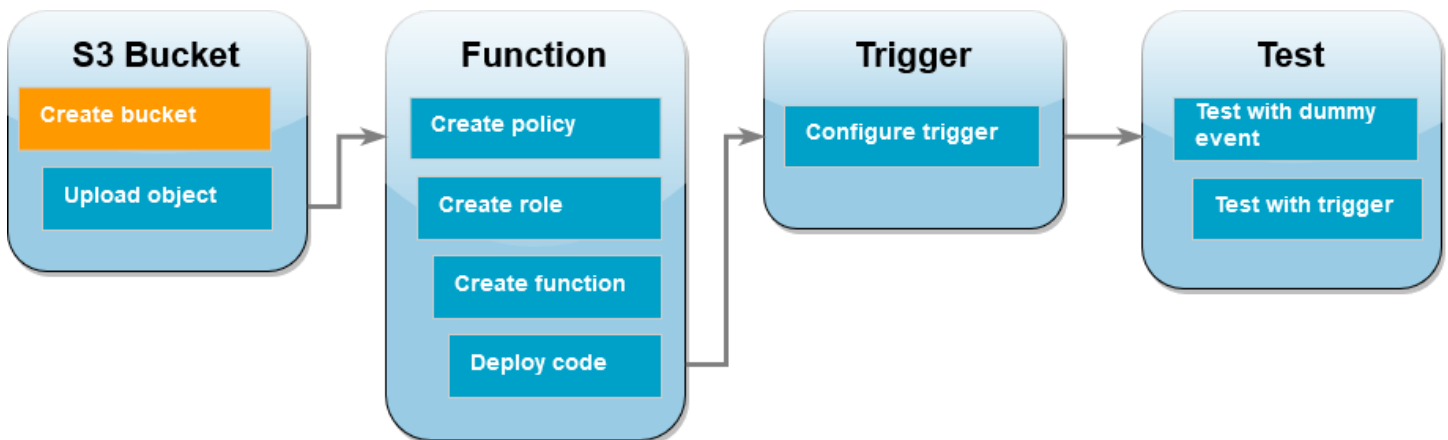 S3 Bucket
Create bucket
Upload object
Function
Create policy
Create role
Create function
Deploy code
Trigger
Configure trigger
Test
Test with dummy
event
Test with trigger